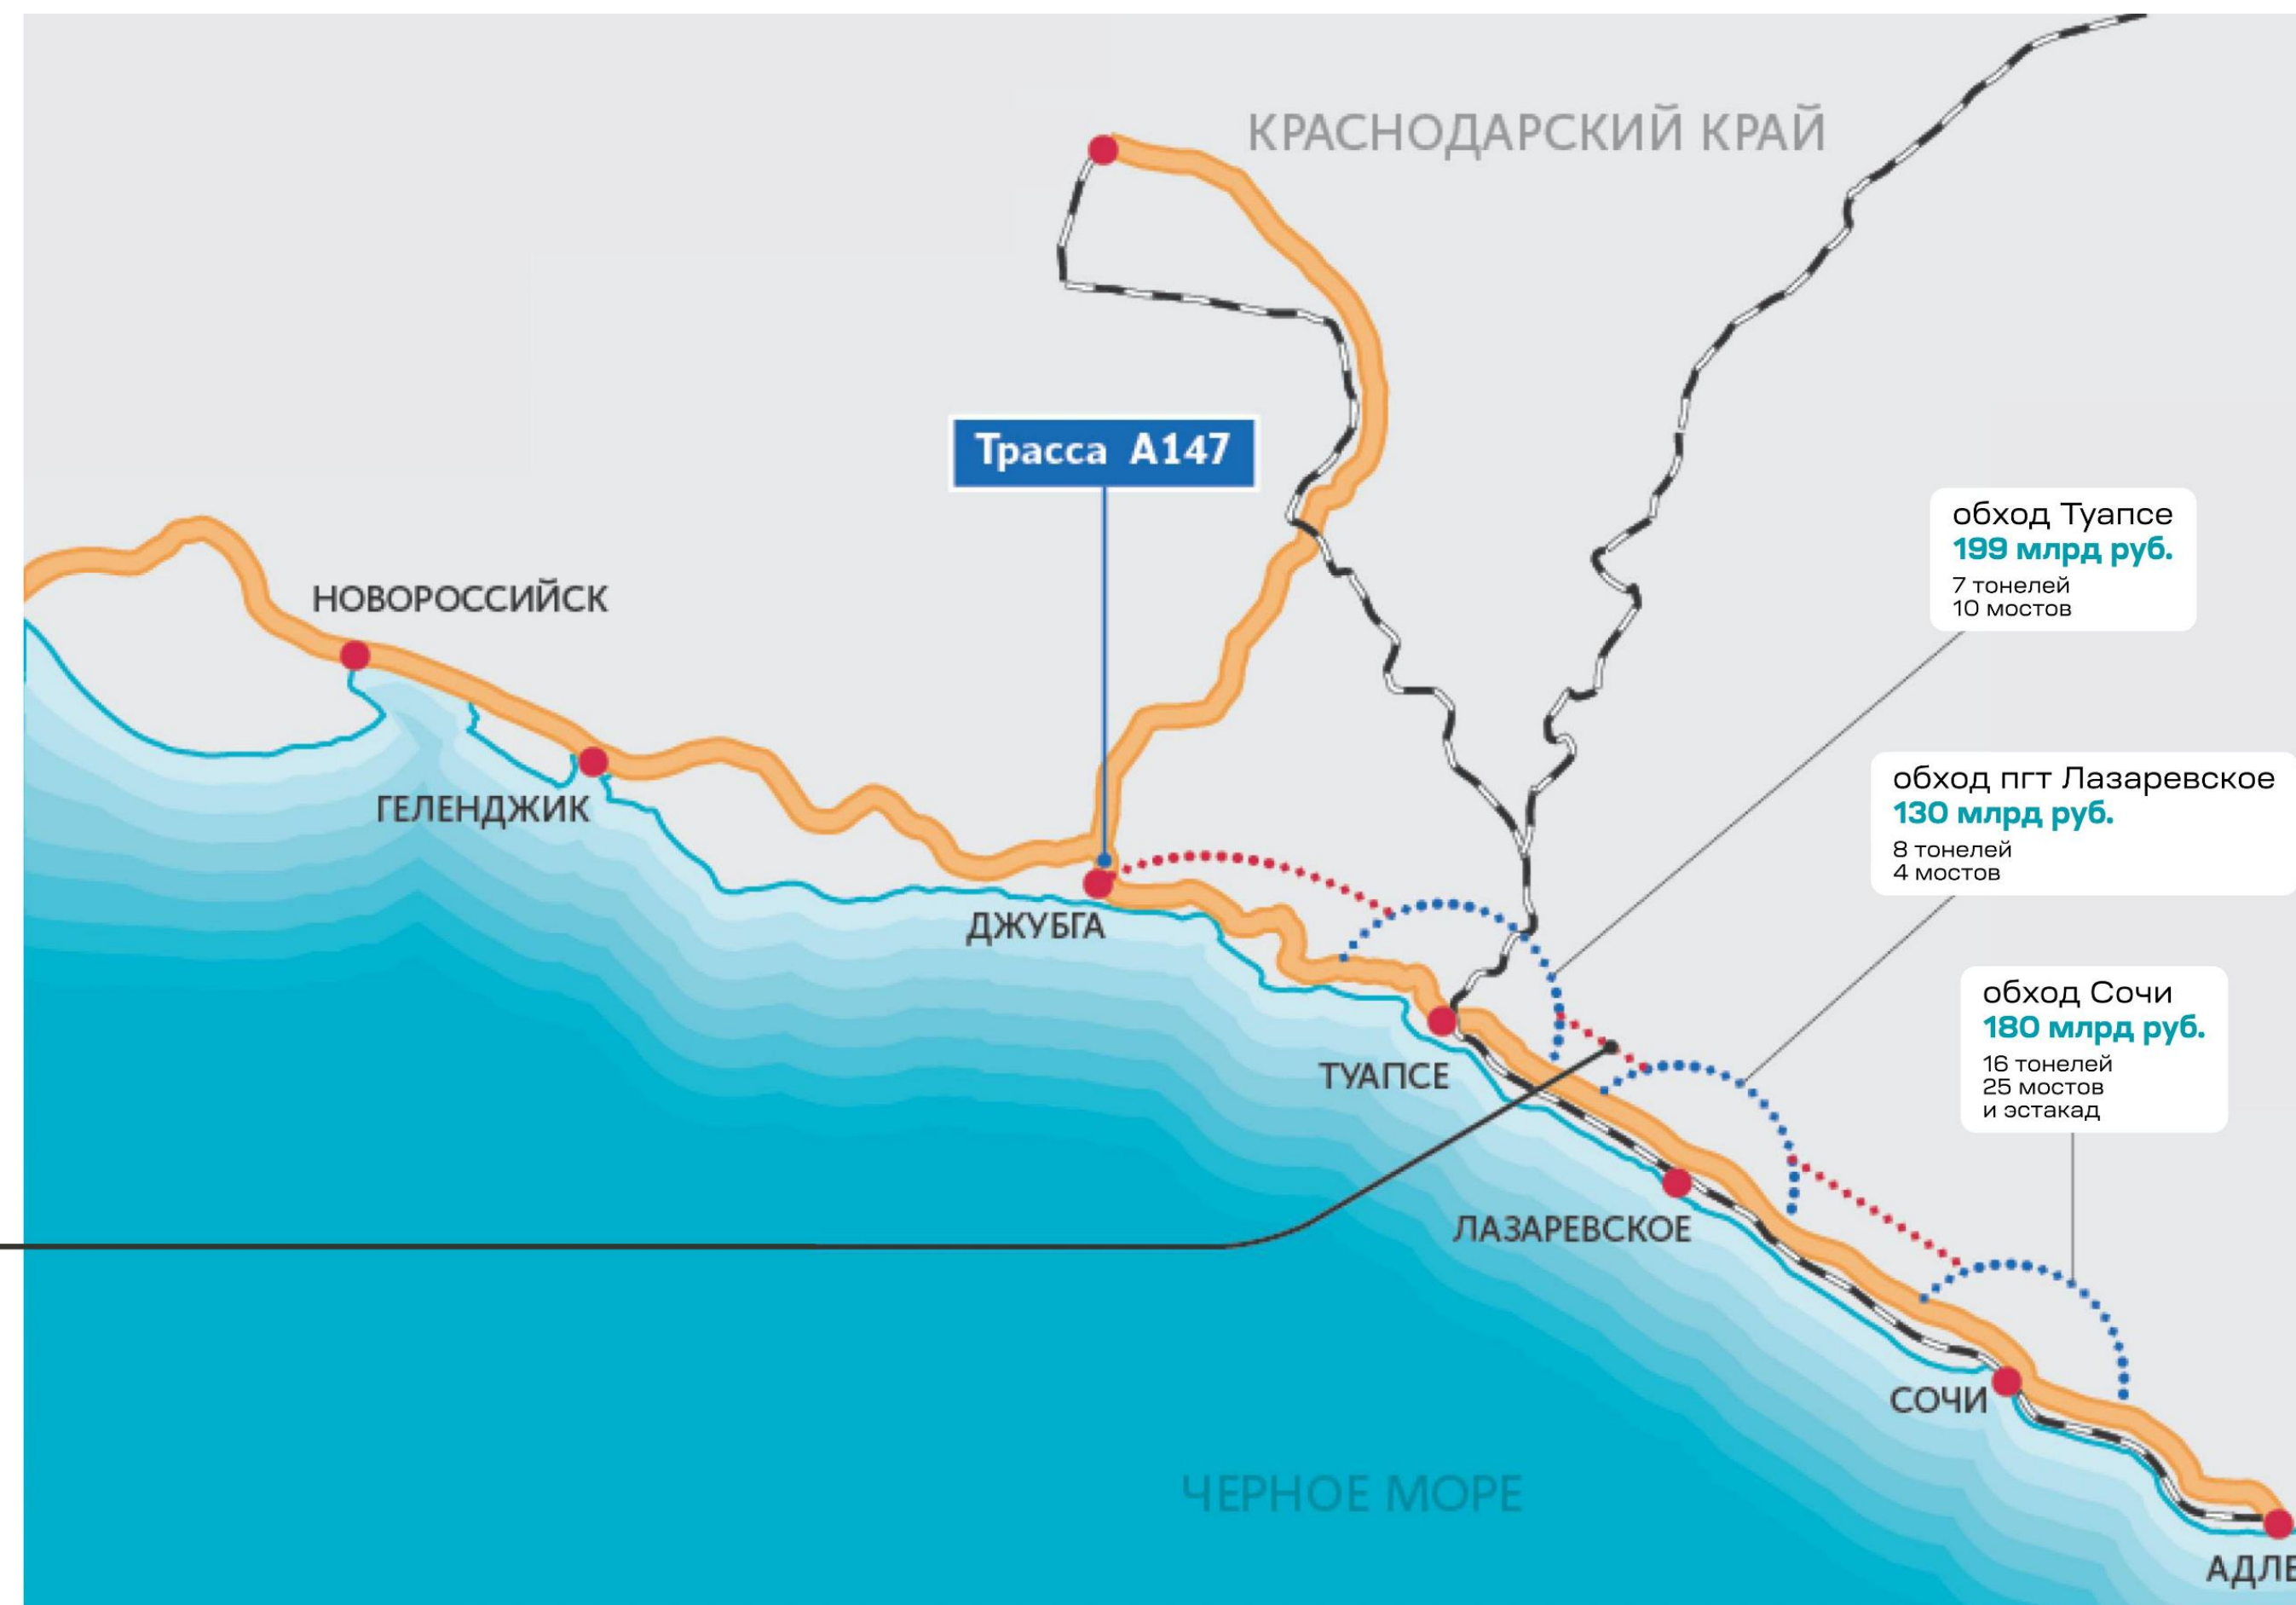 КРАСНОДАРСКИЙ КРАЙ
Трасса А147
обход Туапсе
199 млрд руб.
7 тонелей
10 мостов
НОВОРОССИЙСК
обход пгт Лазаревское
130 млрд руб.
8 тонелей
4 мостов
ГЕЛЕНДЖИК
ДЖУБГА
обход Сочи
180 млрд руб.
16 тонелей
25 мостов
и эстакад
ТУАПСЕ
ЛАЗАРЕВСКОЕ
СОЧИ
ЧЕРНОЕ МОРЕ
АДЛЕ